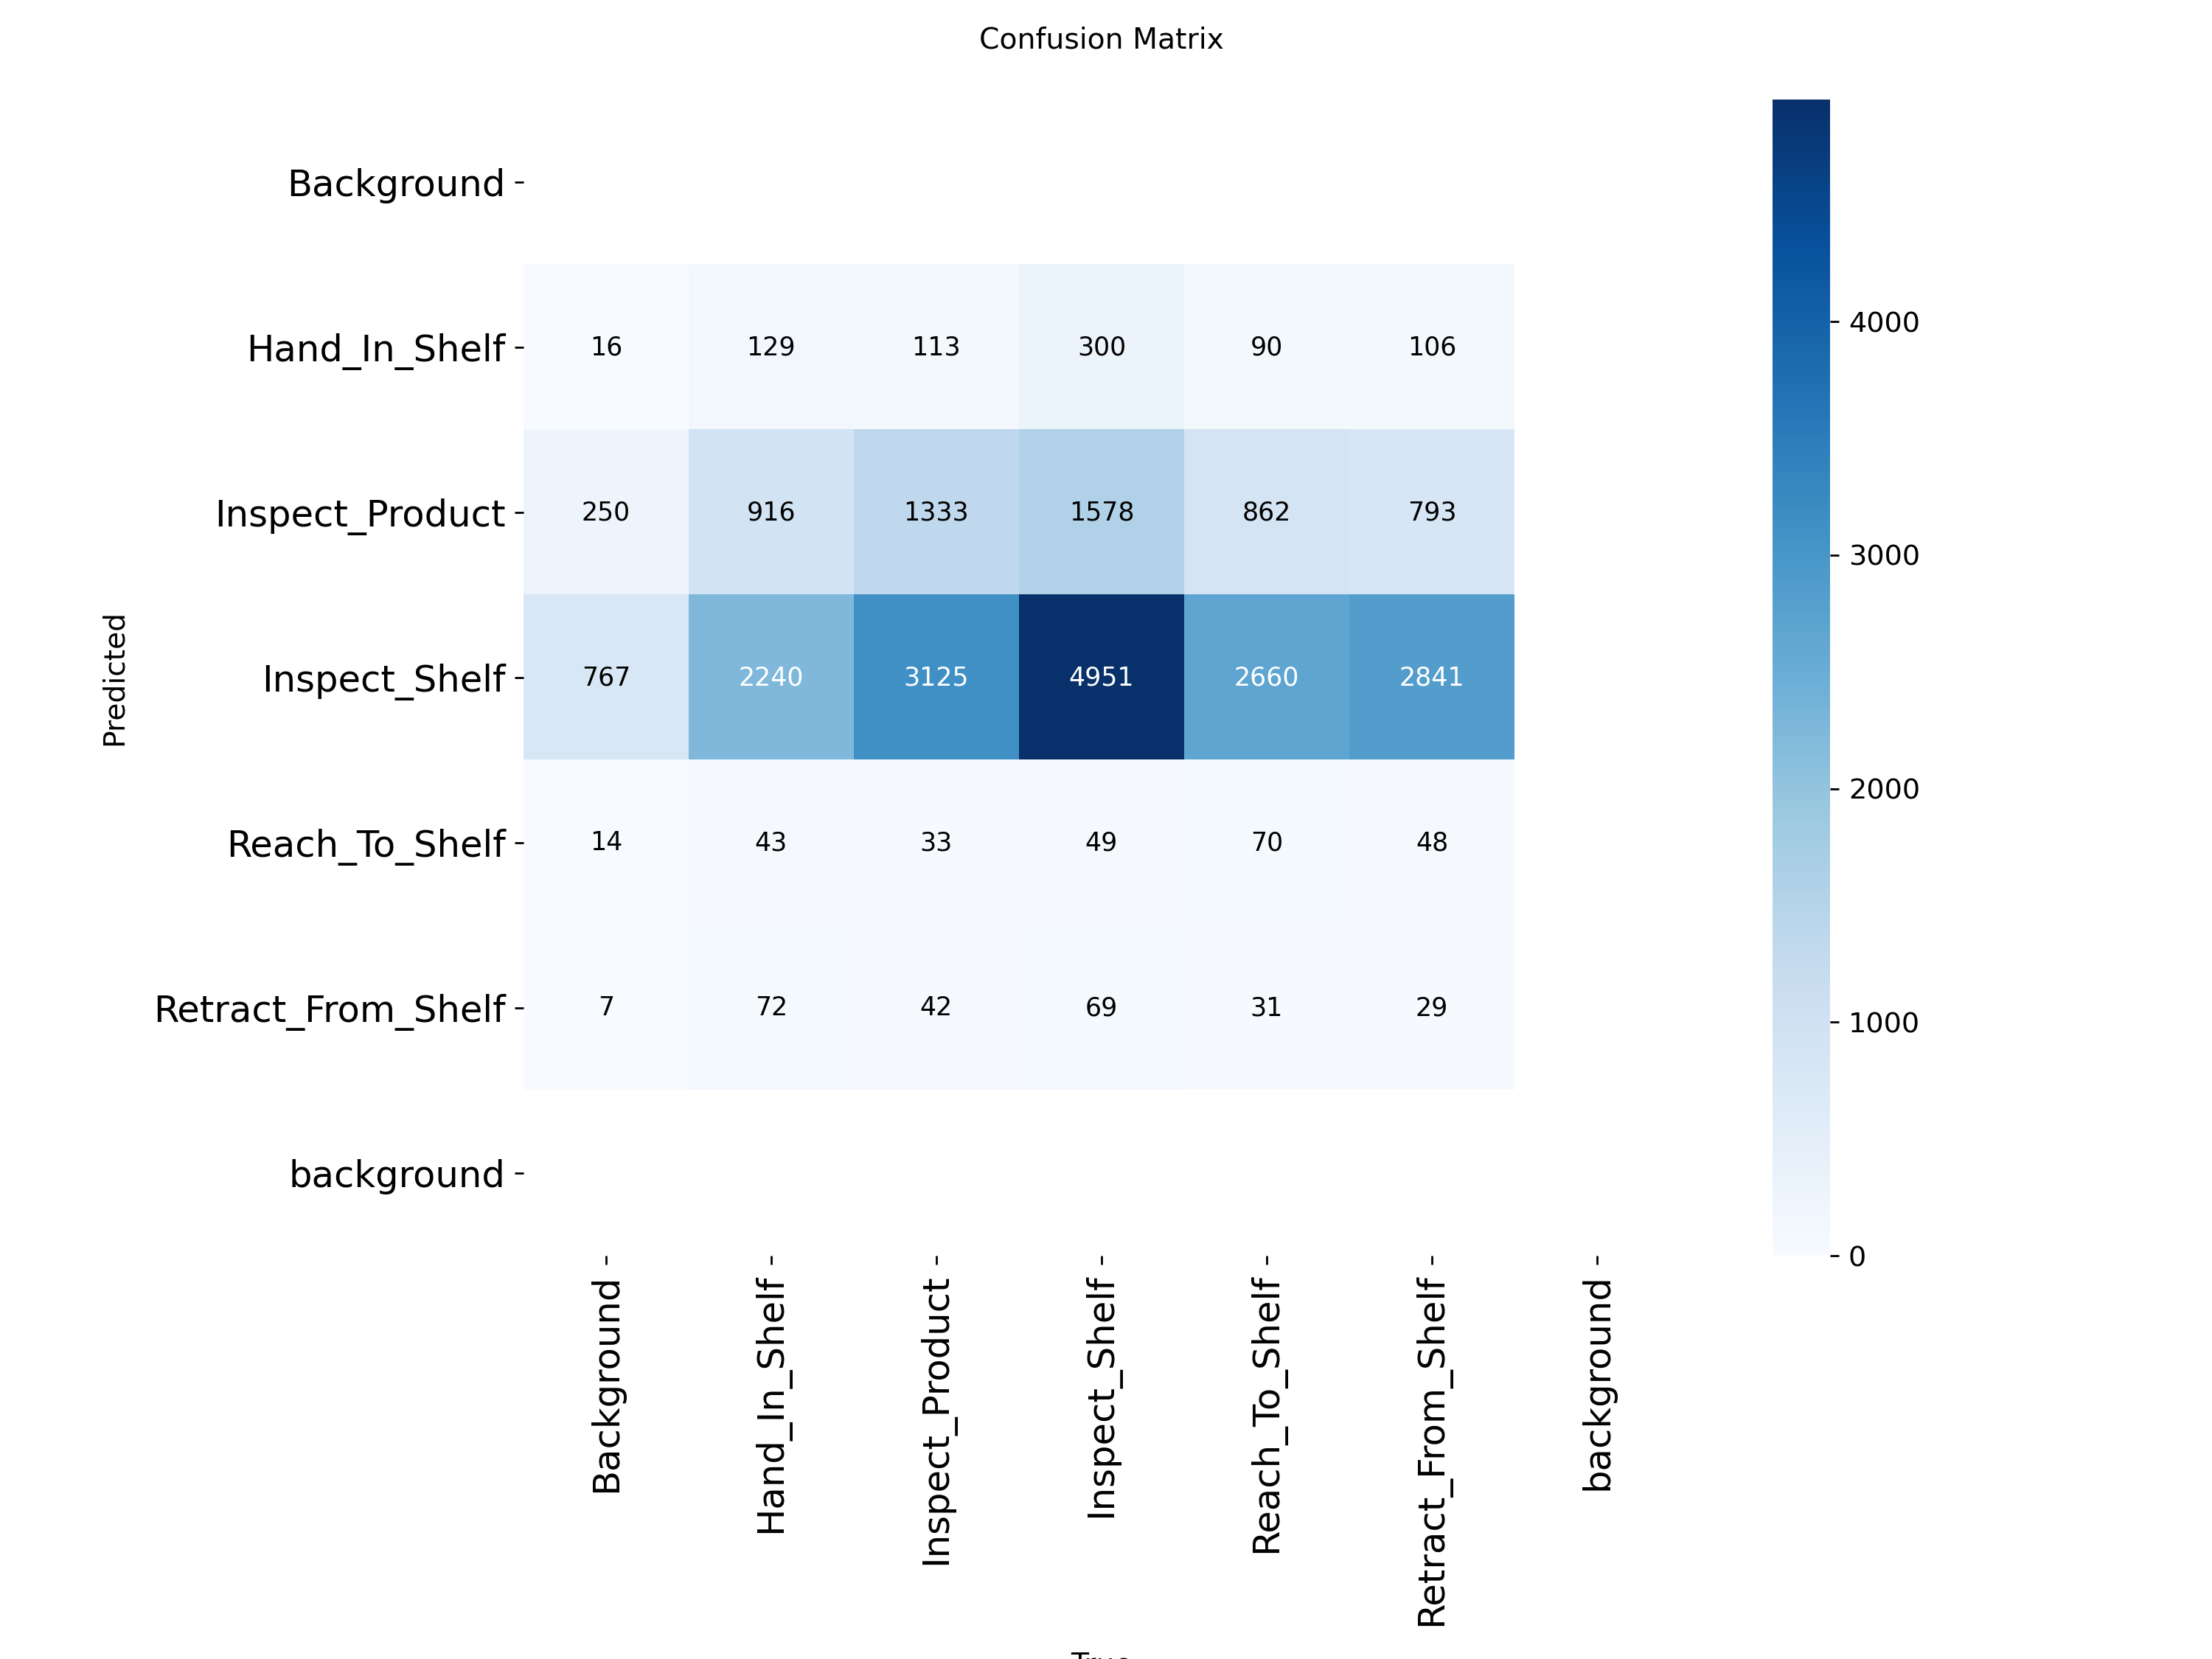 Confusion Matrix
Background
Hand_In_Shelf
16 129 113 300 90 106
Inspect_Product
250 916 1333 1578 862 793
Inspect_Shelf
767 2240 3125 4951 2660 2841
Reach_To_Shelf
14 43 33 49 70 48
Retract_From_Shelf
7 72 42 69 31 29
background
Predicted
Background
Hand_In_Shelf
Inspect_Product
Inspect_Shelf
Reach_To_Shelf
Retract_From_Shelf
background
True
4000
3000
2000
1000
0